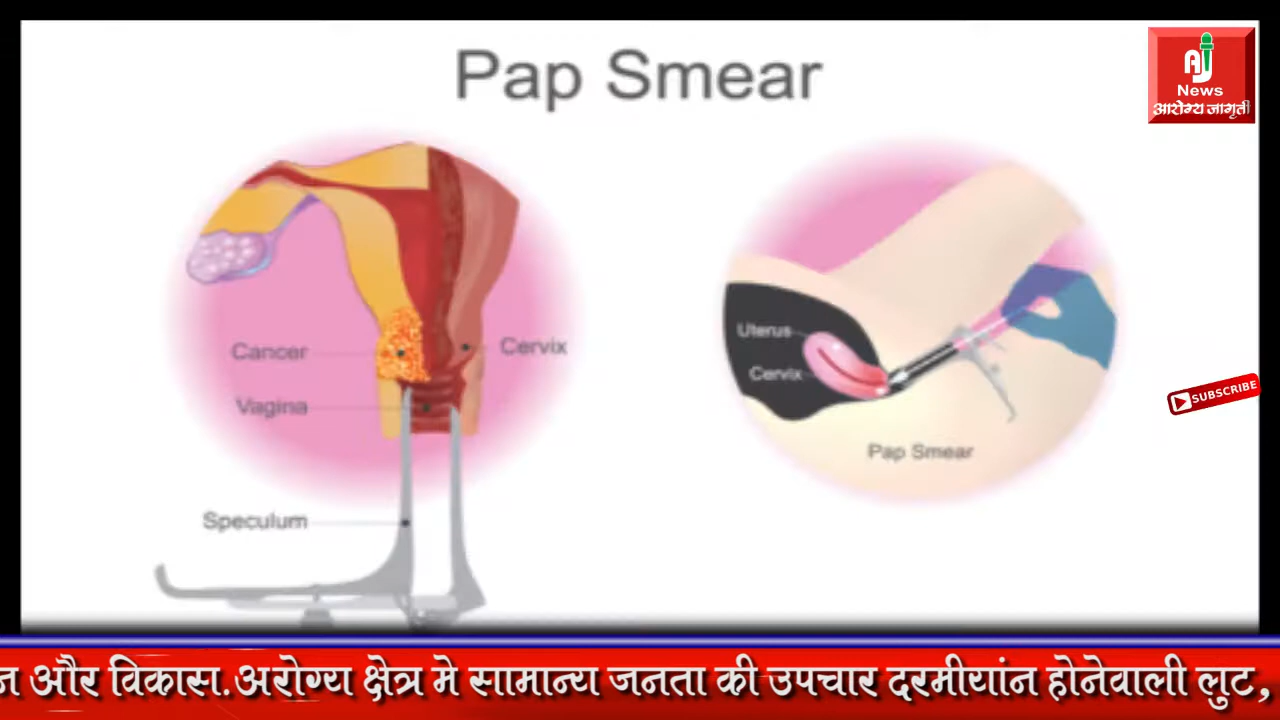 Pap Smear
AJ
News
आरोग्य जागृती
Cancer
Cervix
Vagina
Speculum
Uterus
Cervix
Pap Smear
SUBSCRIBE
न और विकास.अरोग्य क्षेत्र मे सामान्य जनता की उपचार दरमीयांन होनेवाली लुट,